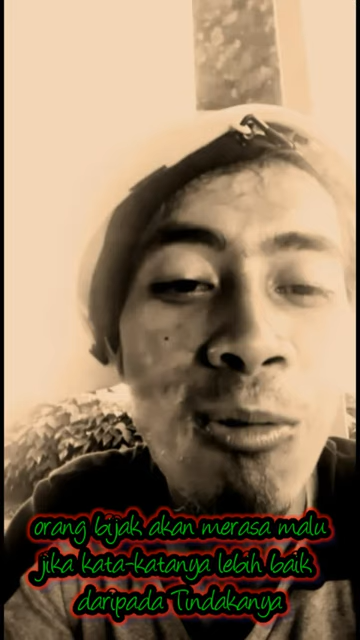 orang bijak akan merasa malu
jika kata-katanya lebih baik
daripada Tindakanya